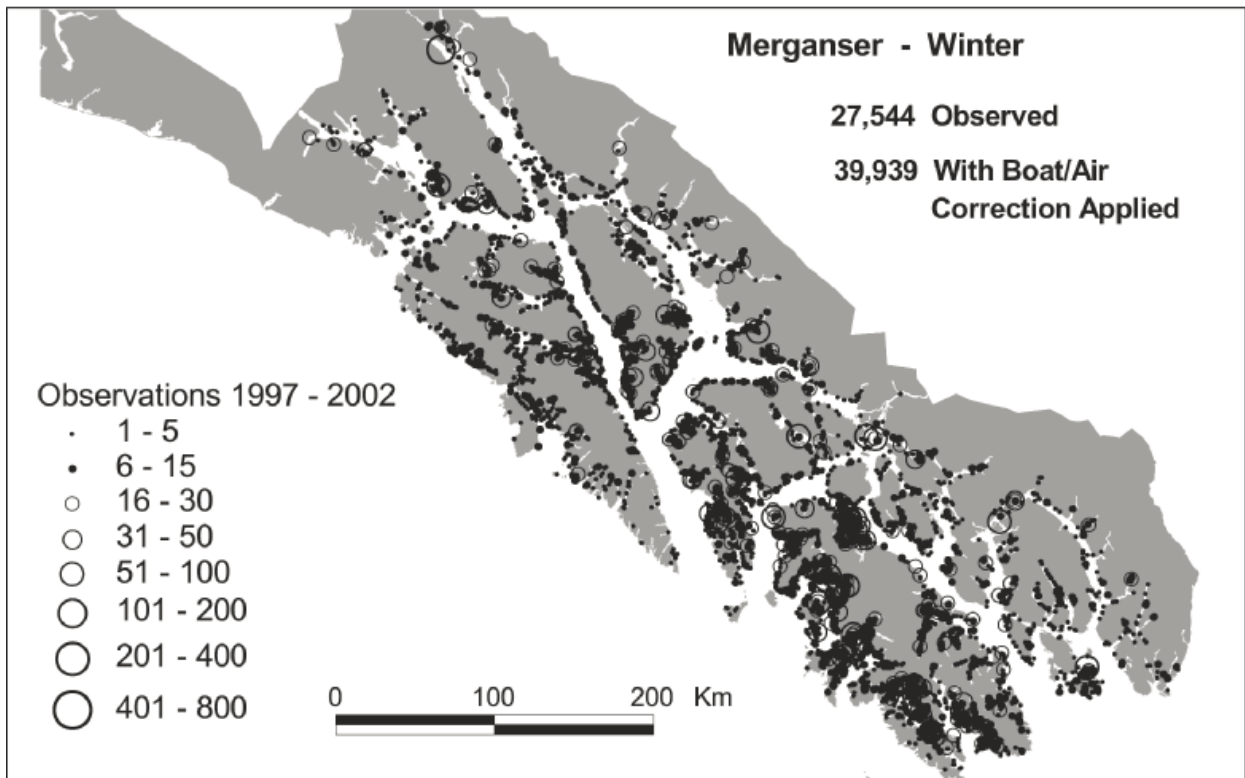 Merganser - Winter
27,544 Observed
39,939 With Boat/Air
Correction Applied
Observations 1997 - 2002
1 - 5
6 - 15
16 - 30
31 - 50
51 - 100
101 - 200
201 - 400
401 - 800
0 100 200 Km